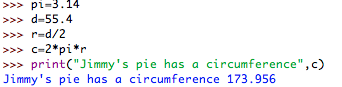 >>> pi=3.14
>>> d=55.4
>>> r=d/2
>>> c=2*pi*r
>>> print("Jimmy's pie has a circumference",c)
Jimmy's pie has a circumference 173.956